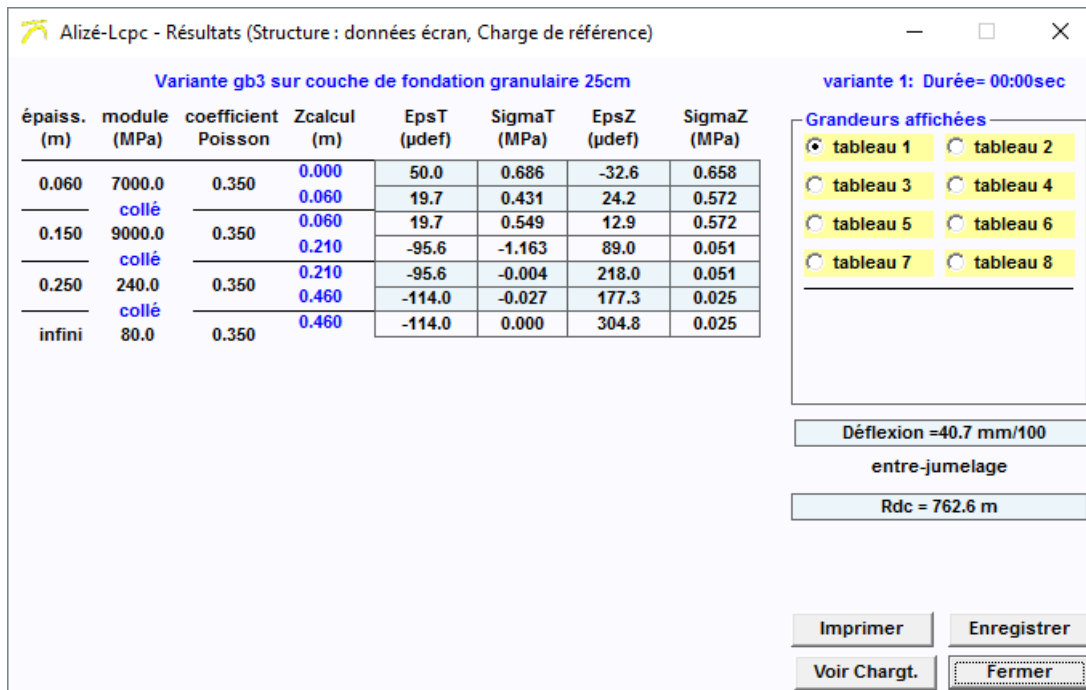 Alizé-Lcpc - Résultats (Structure : données écran, Charge de référence)
Variante gb3 sur couche de fondation granulaire 25cm
variante 1: Durée= 00:00sec
épaiss. module coefficient Zcalcul EpsT SigmaT EpsZ SigmaZ
(m) (MPa) Poisson (m) (µdef) (MPa) (µdef) (MPa)
0.000 50.0 0.686 -32.6 0.658
0.060 7000.0 0.350
0.060 19.7 0.431 24.2 0.572
collé
0.060 19.7 0.549 12.9 0.572
0.150 9000.0 0.350
0.210 -95.6 -1.163 89.0 0.051
collé
0.210 -95.6 -0.004 218.0 0.051
0.250 240.0 0.350
0.460 -114.0 -0.027 177.3 0.025
collé
0.460 -114.0 0.000 304.8 0.025
infini 80.0 0.350
Grandeurs affichées
tableau 1 tableau 2
tableau 3 tableau 4
tableau 5 tableau 6
tableau 7 tableau 8
Déflexion =40.7 mm/100
entre-jumelage
Rdc = 762.6 m
Imprimer Enregistrer
Voir Chargt. Fermer